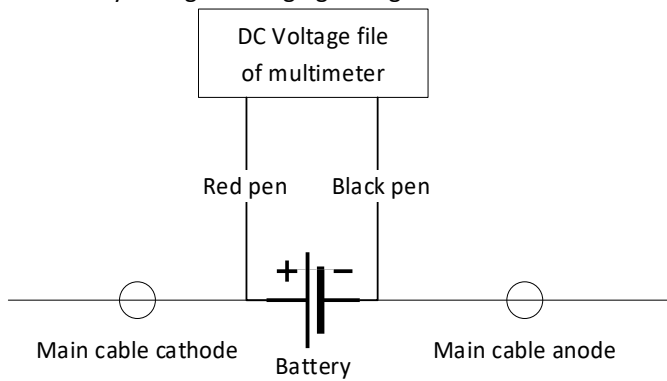 DC Voltage file
of multimeter
Red pen
Black pen
+ −
Main cable cathode
Battery
Main cable anode